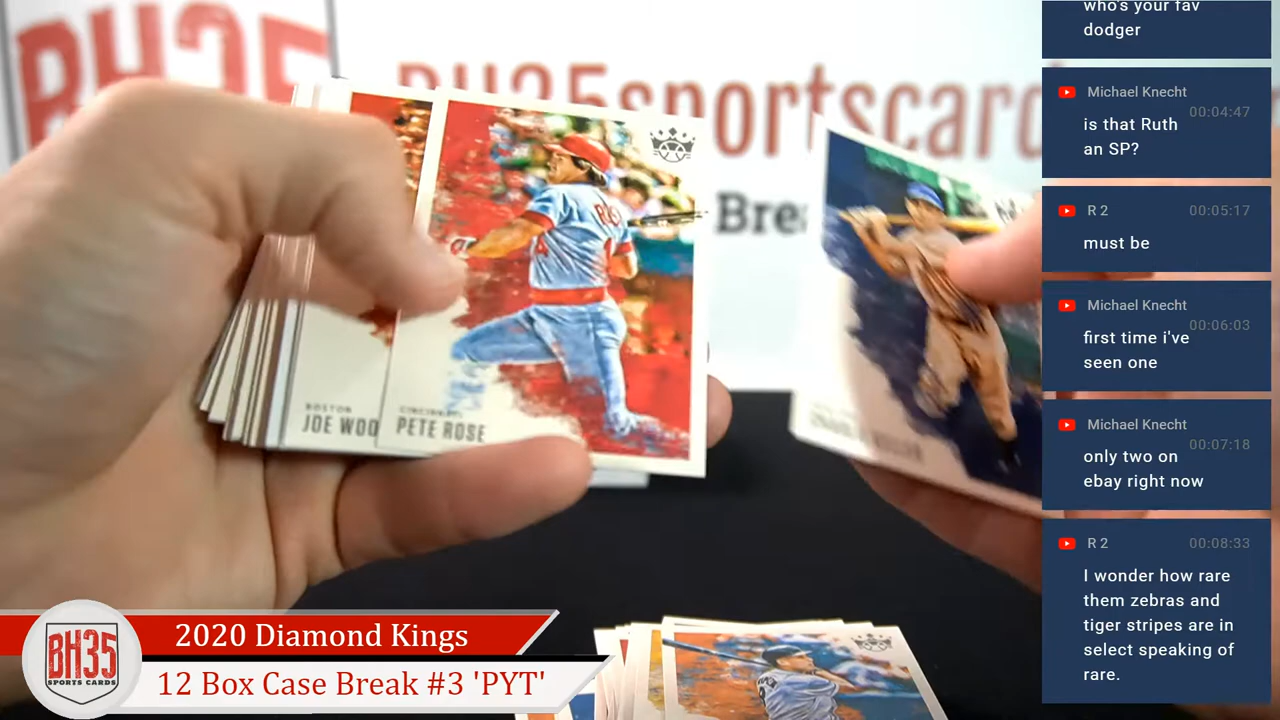 BH35
BH35sportscard
Brea
who's your fav
dodger
Michael Knecht
00:04:47
is that Ruth
an SP?
R 2
00:05:17
must be
Michael Knecht
00:06:03
first time i've
seen one
Michael Knecht
00:07:18
only two on
ebay right now
R 2
00:08:33
I wonder how rare
them zebras and
tiger stripes are in
select speaking of
rare.
BOSTON
JOE WOO
CINCINNATI
PETE ROSE
BH35
SPORTS CARDS
2020 Diamond Kings
12 Box Case Break #3 'PYT'